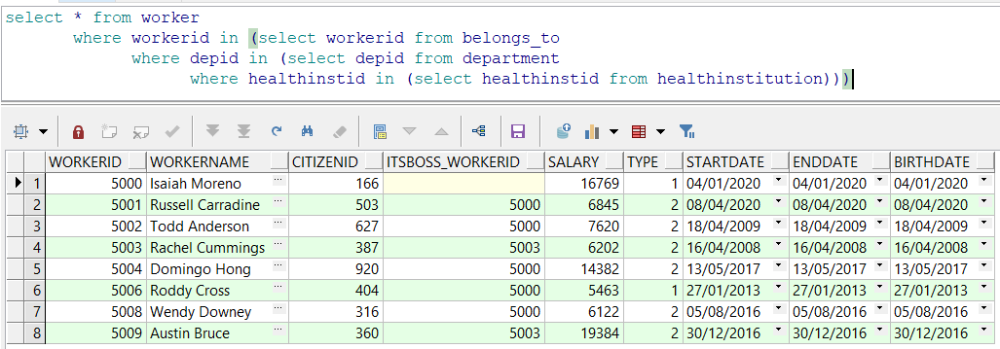 select * from worker
where workerid in (select workerid from belongs_to
where depid in (select depid from department
where healthinstid in (select healthinstid from healthinstitution)))
WORKERID WORKERNAME CITIZENID ITSBOSS_WORKERID SALARY TYPE STARTDATE ENDDATE BIRTHDATE
1 5000 Isaiah Moreno ... 166 16769 1 04/01/2020 04/01/2020 04/01/2020
2 5001 Russell Carradine ... 503 5000 6845 2 08/04/2020 08/04/2020 08/04/2020
3 5002 Todd Anderson ... 627 5000 7620 2 18/04/2009 18/04/2009 18/04/2009
4 5003 Rachel Cummings ... 387 5003 6202 2 16/04/2008 16/04/2008 16/04/2008
5 5004 Domingo Hong ... 920 5000 14382 2 13/05/2017 13/05/2017 13/05/2017
6 5006 Roddy Cross ... 404 5000 5463 1 27/01/2013 27/01/2013 27/01/2013
7 5008 Wendy Downey ... 316 5000 6122 2 05/08/2016 05/08/2016 05/08/2016
8 5009 Austin Bruce ... 360 5003 19384 2 30/12/2016 30/12/2016 30/12/2016